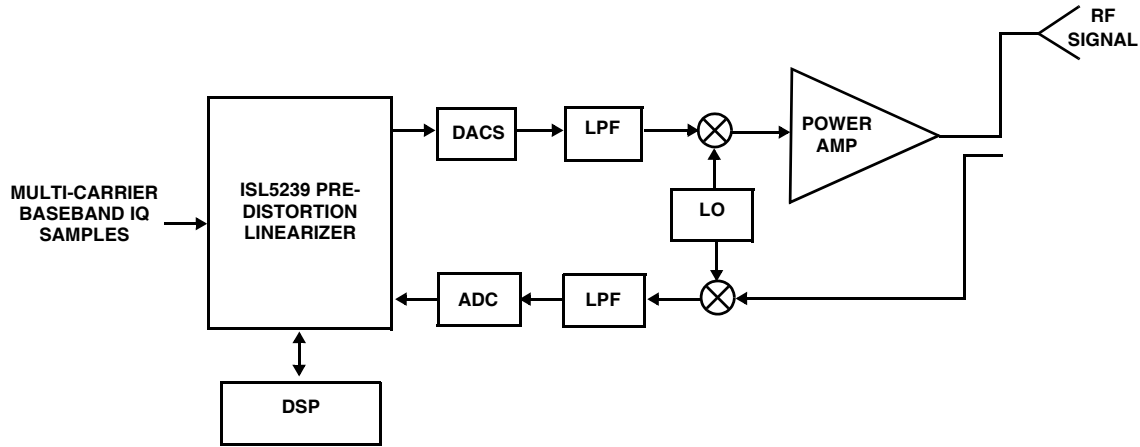 RF
SIGNAL
DACS
LPF
POWER
AMP
MULTI-CARRIER
BASEBAND IQ
SAMPLES
ISL5239 PRE-
DISTORTION
LINEARIZER
LO
ADC
LPF
DSP